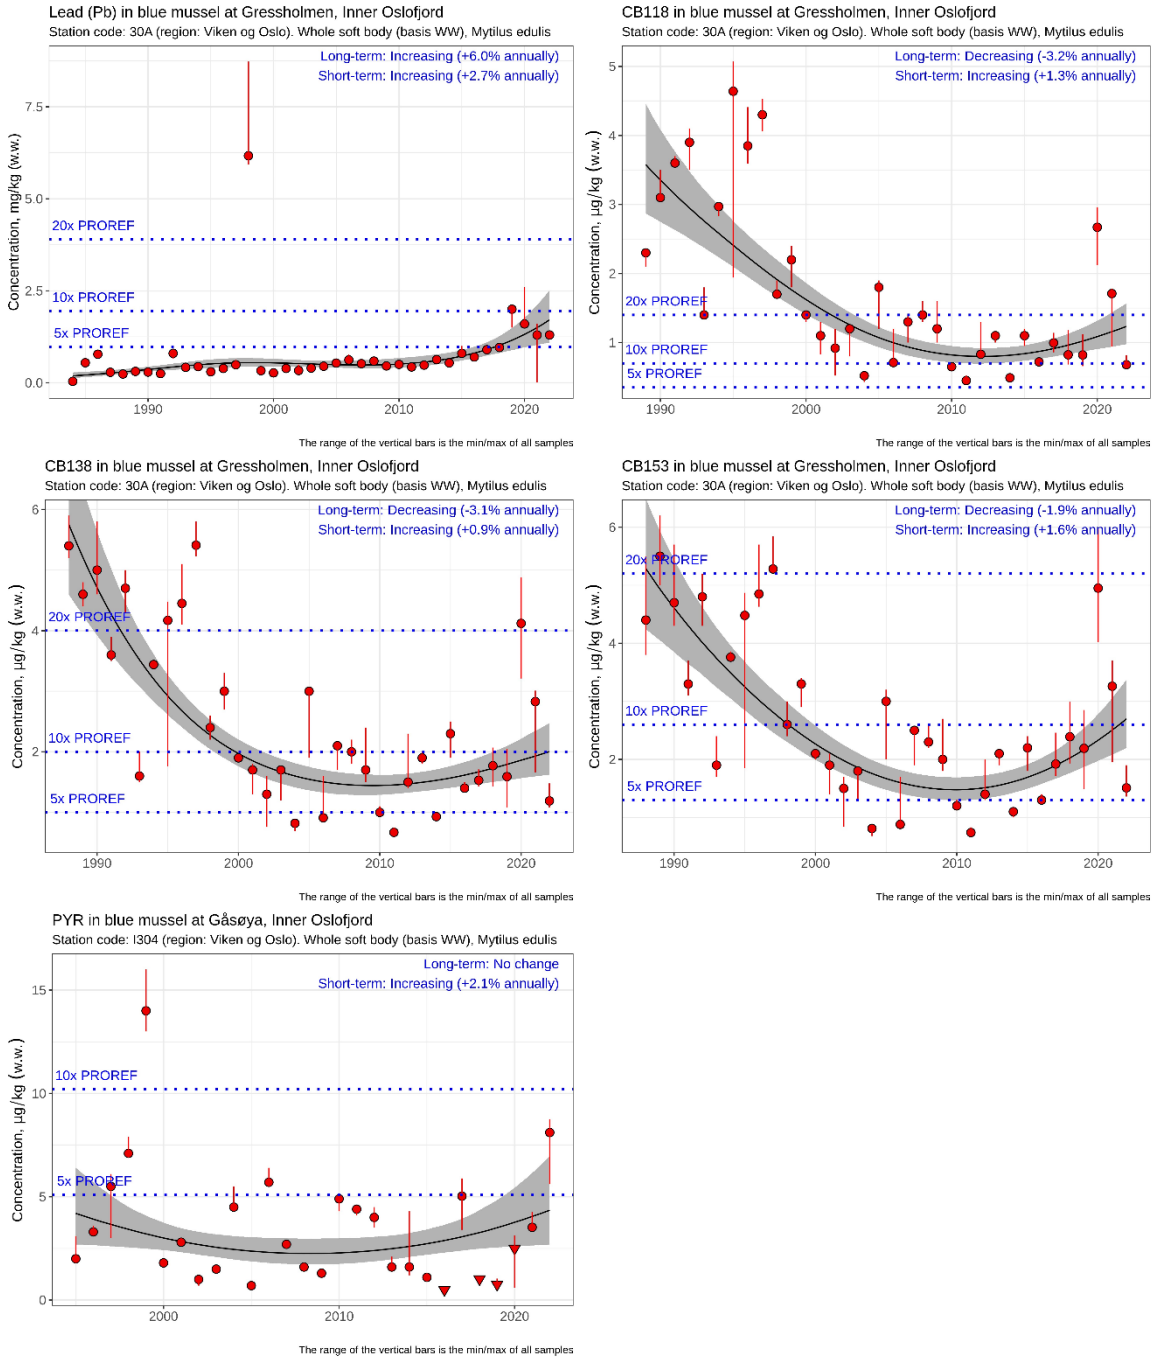 Lead (Pb) in blue mussel at Gressholmen, Inner Oslofjord
Station code: 30A (region: Viken og Oslo). Whole soft body (basis WW), Mytilus edulis
Long-term: Increasing (+6.0% annually)
Short-term: Increasing (+2.7% annually)
Concentration, mg/kg (w.w.)
7.5
5.0
2.5
0.0
20x PROREF
10x PROREF
5x PROREF
1990
2000
2010
2020
The range of the vertical bars is the min/max of all samples
CB118 in blue mussel at Gressholmen, Inner Oslofjord
Station code: 30A (region: Viken og Oslo). Whole soft body (basis WW), Mytilus edulis
Long-term: Decreasing (-3.2% annually)
Short-term: Increasing (+1.3% annually)
Concentration, µg/kg (w.w.)
5
4
3
2
1
20x PROREF
10x PROREF
5x PROREF
1990
2000
2010
2020
The range of the vertical bars is the min/max of all samples
CB138 in blue mussel at Gressholmen, Inner Oslofjord
Station code: 30A (region: Viken og Oslo). Whole soft body (basis WW), Mytilus edulis
Long-term: Decreasing (-3.1% annually)
Short-term: Increasing (+0.9% annually)
Concentration, µg/kg (w.w.)
6
4
2
20x PROREF
10x PROREF
5x PROREF
1990
2000
2010
2020
The range of the vertical bars is the min/max of all samples
CB153 in blue mussel at Gressholmen, Inner Oslofjord
Station code: 30A (region: Viken og Oslo). Whole soft body (basis WW), Mytilus edulis
Long-term: Decreasing (-1.9% annually)
Short-term: Increasing (+1.6% annually)
Concentration, µg/kg (w.w.)
6
4
2
20x PROREF
10x PROREF
5x PROREF
1990
2000
2010
2020
The range of the vertical bars is the min/max of all samples
PYR in blue mussel at Gåsøya, Inner Oslofjord
Station code: I304 (region: Viken og Oslo). Whole soft body (basis WW), Mytilus edulis
Long-term: No change
Short-term: Increasing (+2.1% annually)
Concentration, µg/kg (w.w.)
15
10
5
0
10x PROREF
5x PROREF
2000
2010
2020
The range of the vertical bars is the min/max of all samples